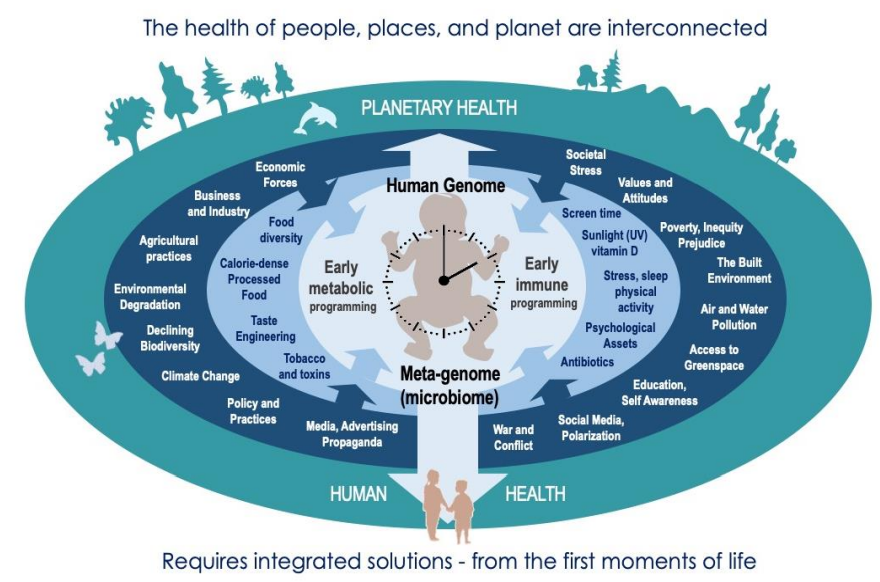 The health of people, places, and planet are interconnected
PLANETARY HEALTH
Economic
Forces
Business
and Industry
Agricultural
practices
Environmental
Degradation
Declining
Biodiversity
Climate Change
Policy and
Practices
Media, Advertising
Propaganda
Societal
Stress
Values and
Attitudes
Poverty, Inequity
Prejudice
The Built
Environment
Air and Water
Pollution
Access to
Greenspace
Education,
Self Awareness
Social Media,
Polarization
War and
Conflict
Food
diversity
Calorie-dense
Processed
Food
Taste
Engineering
Tobacco
and toxins
Screen time
Sunlight (UV)
vitamin D
Stress, sleep
physical
activity
Psychological
Assets
Antibiotics
Human Genome
Early
metabolic
programming
Early
immune
programming
Meta-genome
(microbiome)
HUMAN HEALTH
Requires integrated solutions - from the first moments of life